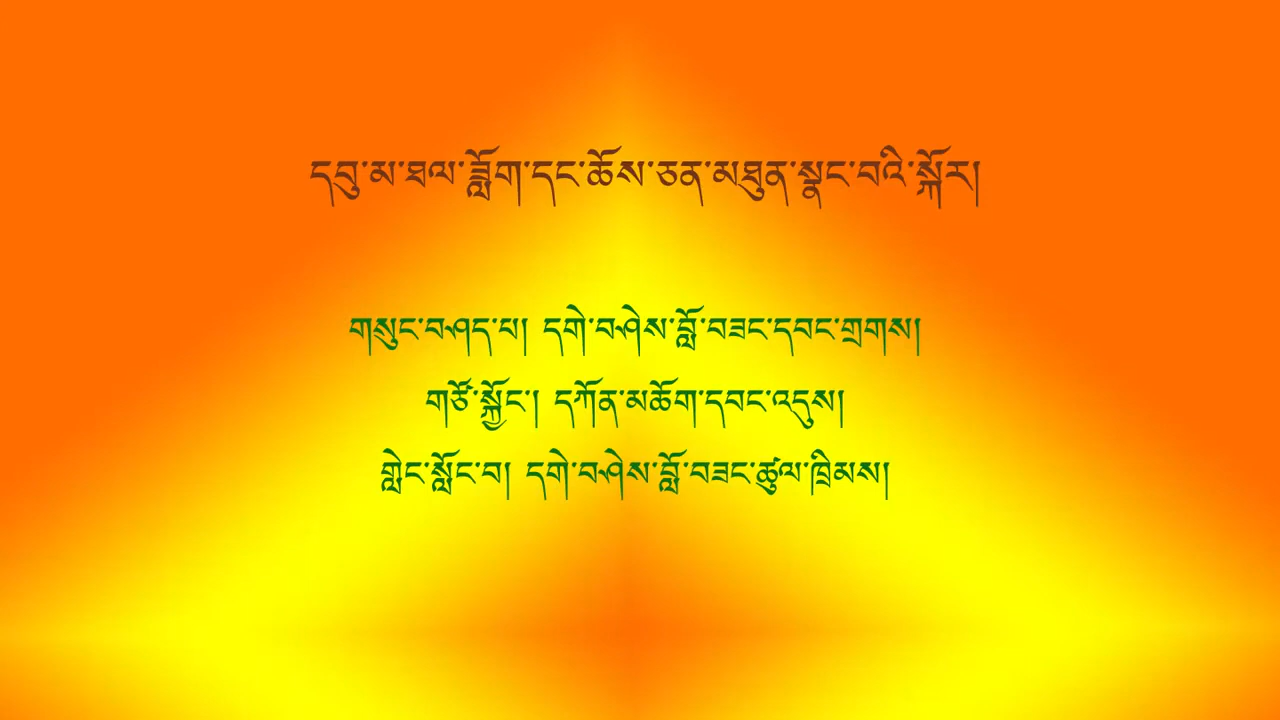 དབུ་མ་ཐལ་ཟློག་དང་ཆོས་ཅན་མཐུན་སྣང་བའི་སྐོར།
གསུང་བཤད་པ། དགེ་བཤེས་བློ་བཟང་དབང་གྲགས།
གཙོ་སྐྱོང་། དཀོན་མཆོག་དབང་འདུས།
གླེང་སློང་བ། དགེ་བཤེས་བློ་བཟང་ཚུལ་ཁྲིམས།